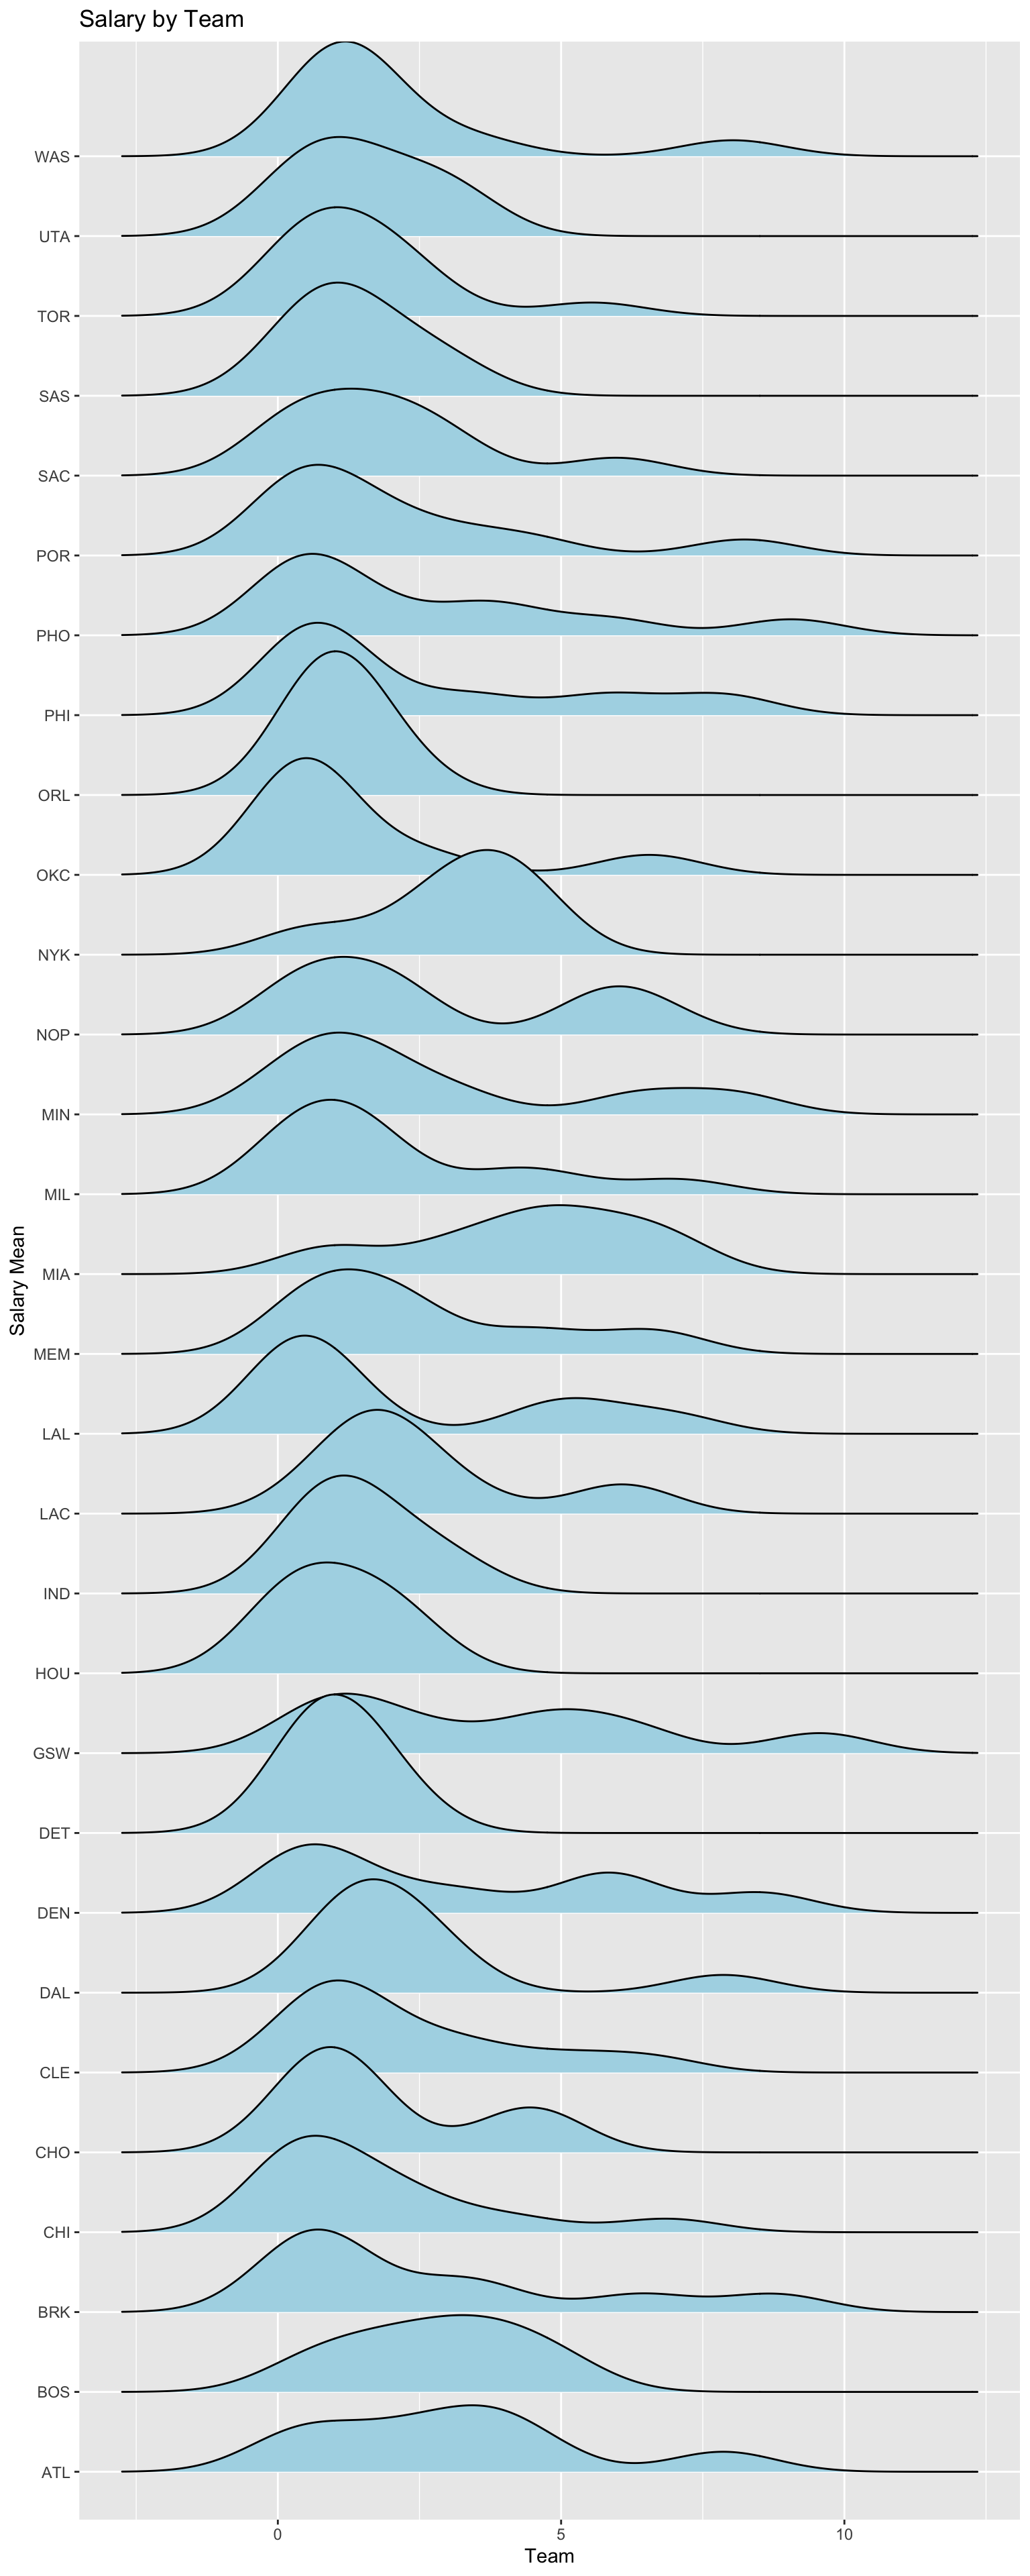 Salary by Team
WAS
UTA
TOR
SAS
SAC
POR
PHO
PHI
ORL
OKC
NYK
NOP
MIN
MIL
MIA
MEM
LAL
LAC
IND
HOU
GSW
DET
DEN
DAL
CLE
CHO
CHI
BRK
BOS
ATL
Salary Mean
0 5 10
Team